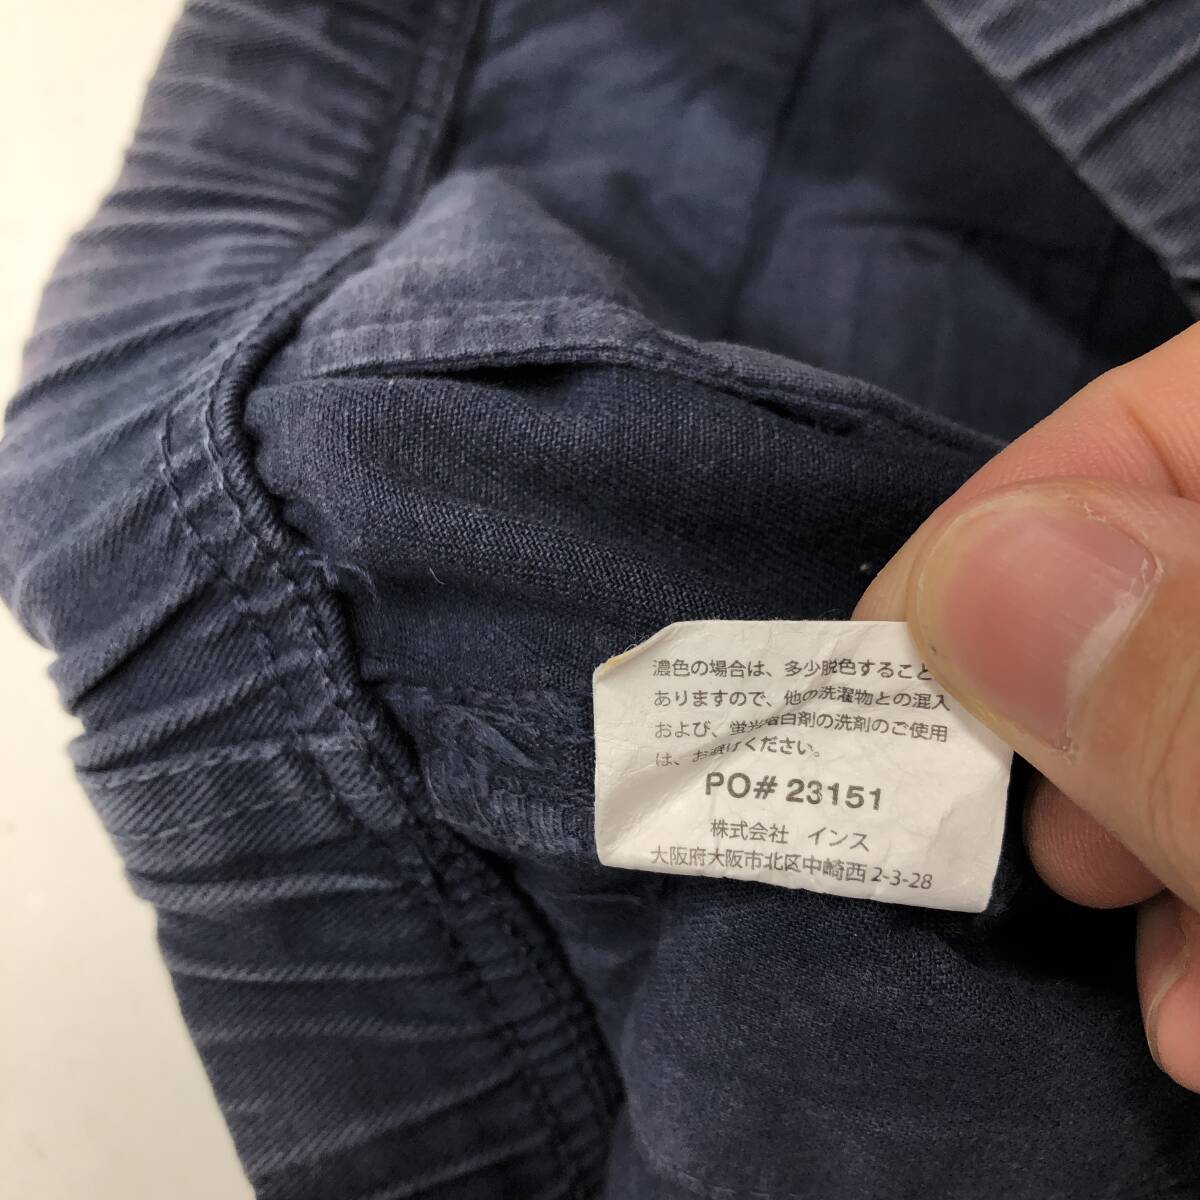 濃色の場合は、多少脱色すること
ありますので、他の洗濯物との混入
および、蛍光増白剤の洗剤のご使用
は、お避けください。
PO# 23151
株式会社 インス
大阪府大阪市北区中崎西 2-3-28